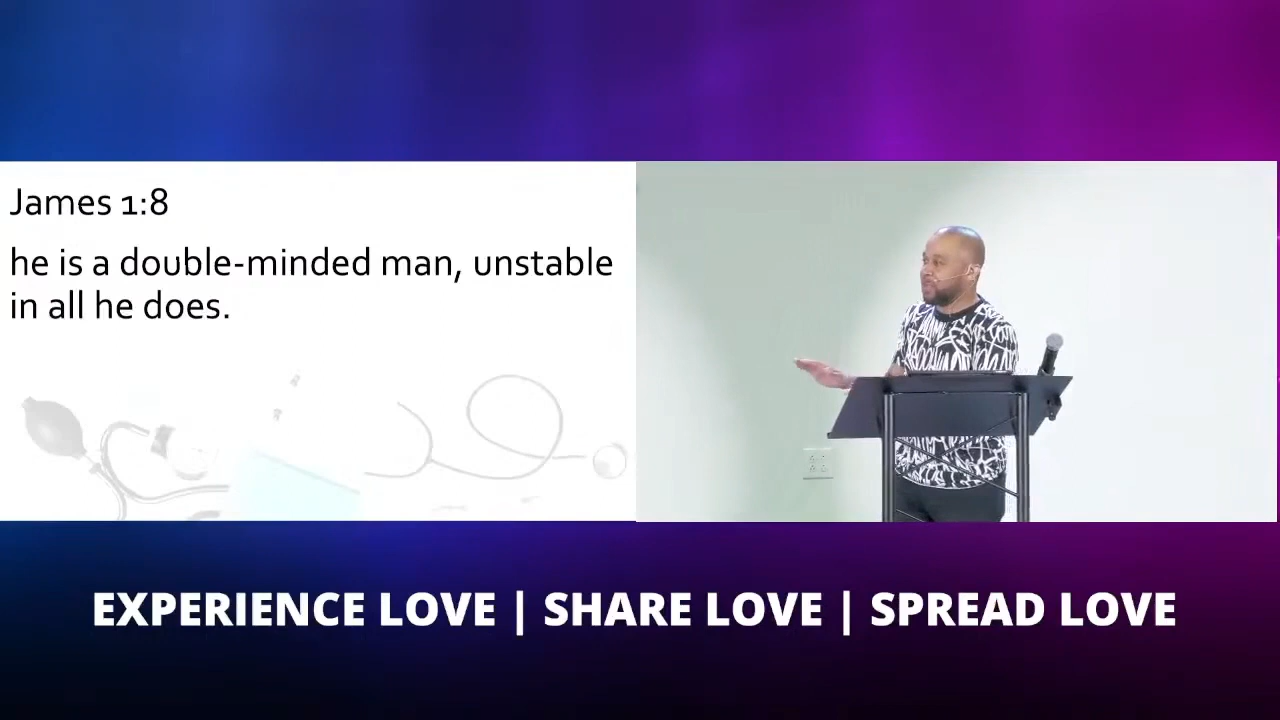 James 1:8
he is a double-minded man, unstable
in all he does.
EXPERIENCE LOVE | SHARE LOVE | SPREAD LOVE